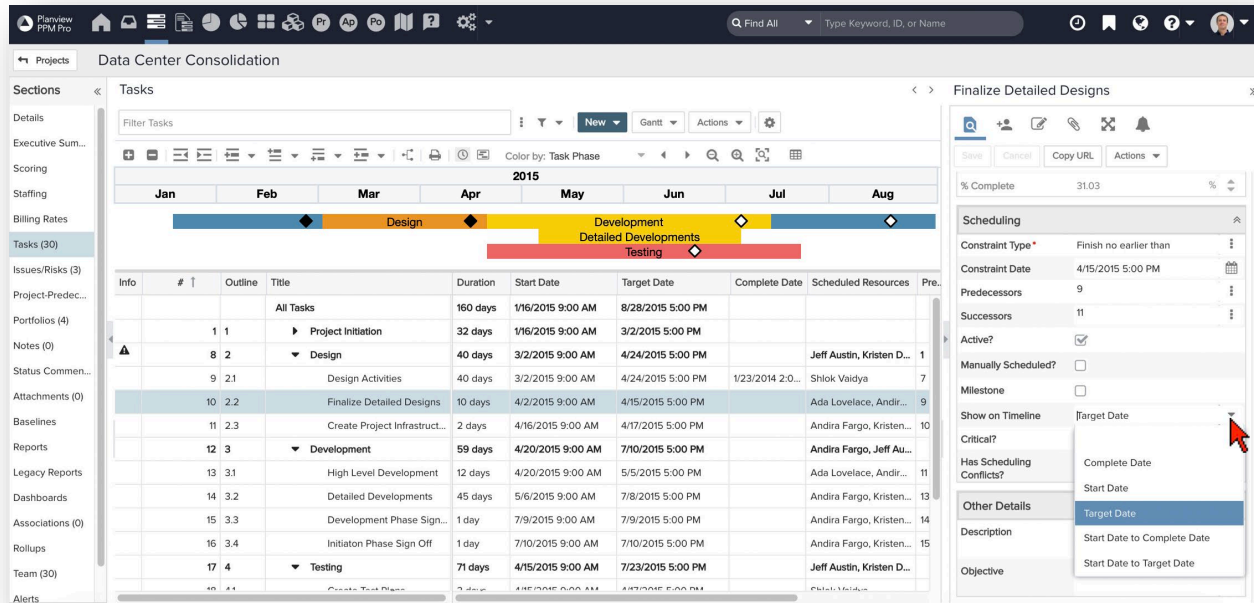 Planview
PPM Pro
Pr Ap Po
Find All
Type Keyword, ID, or Name
Projects
Data Center Consolidation
Sections
Details
Executive Sum...
Scoring
Staffing
Billing Rates
Tasks (30)
Issues/Risks (3)
Project-Predec...
Portfolios (4)
Notes (0)
Status Commen...
Attachments (0)
Baselines
Reports
Legacy Reports
Dashboards
Associations (0)
Rollups
Team (30)
Alerts
Tasks
Filter Tasks
New
Gantt
Actions
Color by: Task Phase
2015
Jan Feb Mar Apr May Jun Jul Aug
Design
Development
Detailed Developments
Testing
Info # Outline Title Duration Start Date Target Date Complete Date Scheduled Resources Pre..
All Tasks 160 days 1/16/2015 9:00 AM 8/28/2015 5:00 PM
1 1 Project Initiation 32 days 1/16/2015 9:00 AM 3/2/2015 5:00 PM
8 2 Design 40 days 3/2/2015 9:00 AM 4/24/2015 5:00 PM Jeff Austin, Kristen D... 1
9 2.1 Design Activities 40 days 3/2/2015 9:00 AM 4/24/2015 5:00 PM 1/23/2014 2:0... Shlok Vaidya 7
10 2.2 Finalize Detailed Designs 10 days 4/2/2015 9:00 AM 4/15/2015 5:00 PM Ada Lovelace, Andir... 9
11 2.3 Create Project Infrastruct... 2 days 4/16/2015 9:00 AM 4/17/2015 5:00 PM Andira Fargo, Kristen... 10
12 3 Development 59 days 4/20/2015 9:00 AM 7/10/2015 5:00 PM Andira Fargo, Jeff Au...
13 3.1 High Level Development 12 days 4/20/2015 9:00 AM 5/5/2015 5:00 PM Ada Lovelace, Andir... 11
14 3.2 Detailed Developments 45 days 5/6/2015 9:00 AM 7/8/2015 5:00 PM Andira Fargo, Kristen... 13
15 3.3 Development Phase Sign... 1 day 7/9/2015 9:00 AM 7/9/2015 5:00 PM Andira Fargo, Kristen... 14
16 3.4 Initiaton Phase Sign Off 1 day 7/10/2015 9:00 AM 7/10/2015 5:00 PM Andira Fargo, Kristen... 15
17 4 Testing 71 days 4/15/2015 9:00 AM 7/23/2015 5:00 PM Jeff Austin, Kristen D...
Finalize Detailed Designs
Save
Cancel
Copy URL
Actions
% Complete 31.03 %
Scheduling
Constraint Type* Finish no earlier than
Constraint Date 4/15/2015 5:00 PM
Predecessors 9
Successors 11
Active?
Manually Scheduled?
Milestone
Show on Timeline Target Date
Critical?
Has Scheduling
Conflicts?
Complete Date
Start Date
Target Date
Start Date to Complete Date
Start Date to Target Date
Other Details
Description
Objective